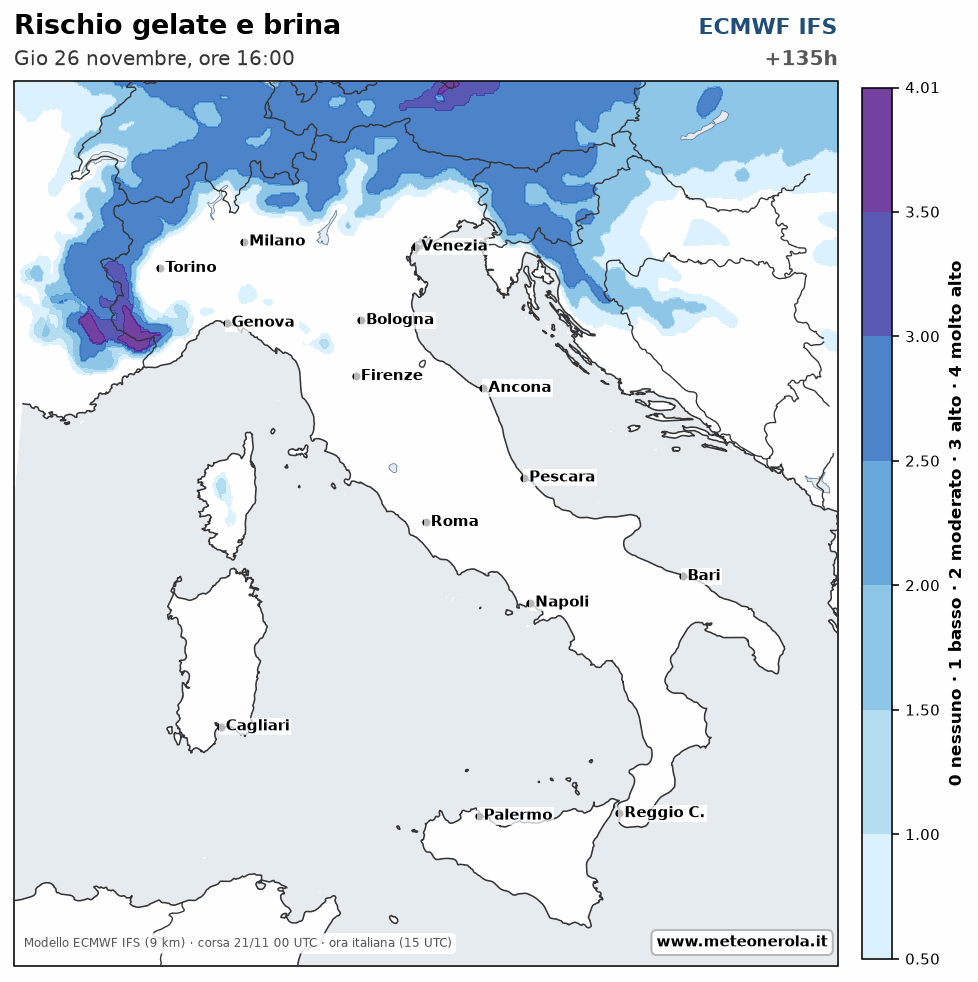 Rischio gelate e brina
ECMWF IFS
Gio 26 novembre, ore 16:00
+135h
Milano
Venezia
Torino
Genova
Bologna
Firenze
Ancona
Pescara
Roma
Bari
Napoli
Cagliari
Palermo
Reggio C.
Modello ECMWF IFS (9 km) · corsa 21/11 00 UTC · ora italiana (15 UTC)
www.meteonerola.it
4.01
3.50
3.00
2.50
2.00
1.50
1.00
0.50
0 nessuno · 1 basso · 2 moderato · 3 alto · 4 molto alto